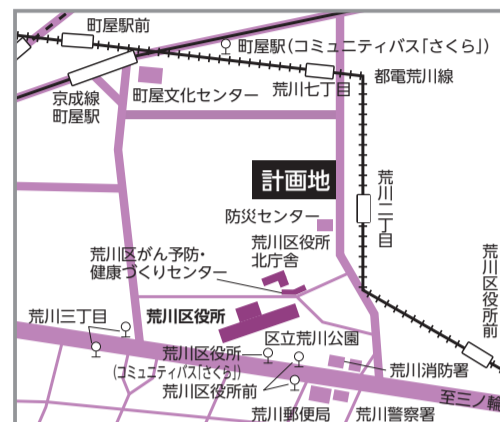 町屋駅前
町屋駅(コミュニティバス「さくら」)
都電荒川線
荒川七丁目
京成線
町屋駅
町屋文化センター
計画地
防災センター
荒川区役所
北庁舎
荒川二丁目
荒川区がん予防・
健康づくりセンター
荒川区役所前
荒川三丁目
荒川区役所
区立荒川公園
荒川区役所
(コミュニティバス「さくら」)
荒川区役所前
荒川消防署
至三ノ輪
荒川郵便局
荒川警察署